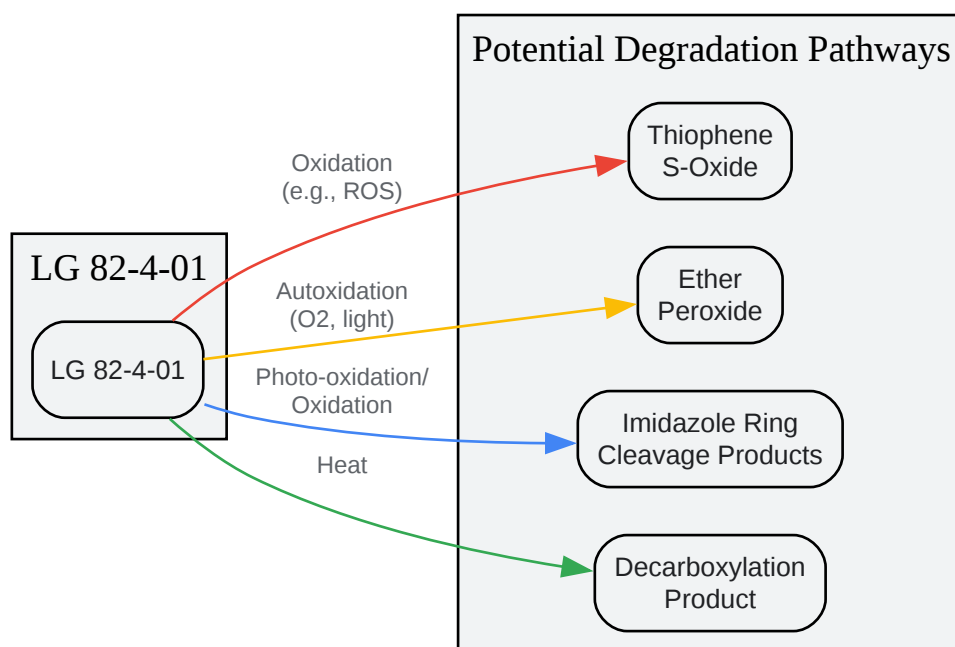 Potential Degradation Pathways
LG 82-4-01
LG 82-4-01
Oxidation
(e.g., ROS)
Thiophene
S-Oxide
Autoxidation
(O2, light)
Ether
Peroxide
Photo-oxidation/
Oxidation
Imidazole Ring
Cleavage Products
Heat
Decarboxylation
Product